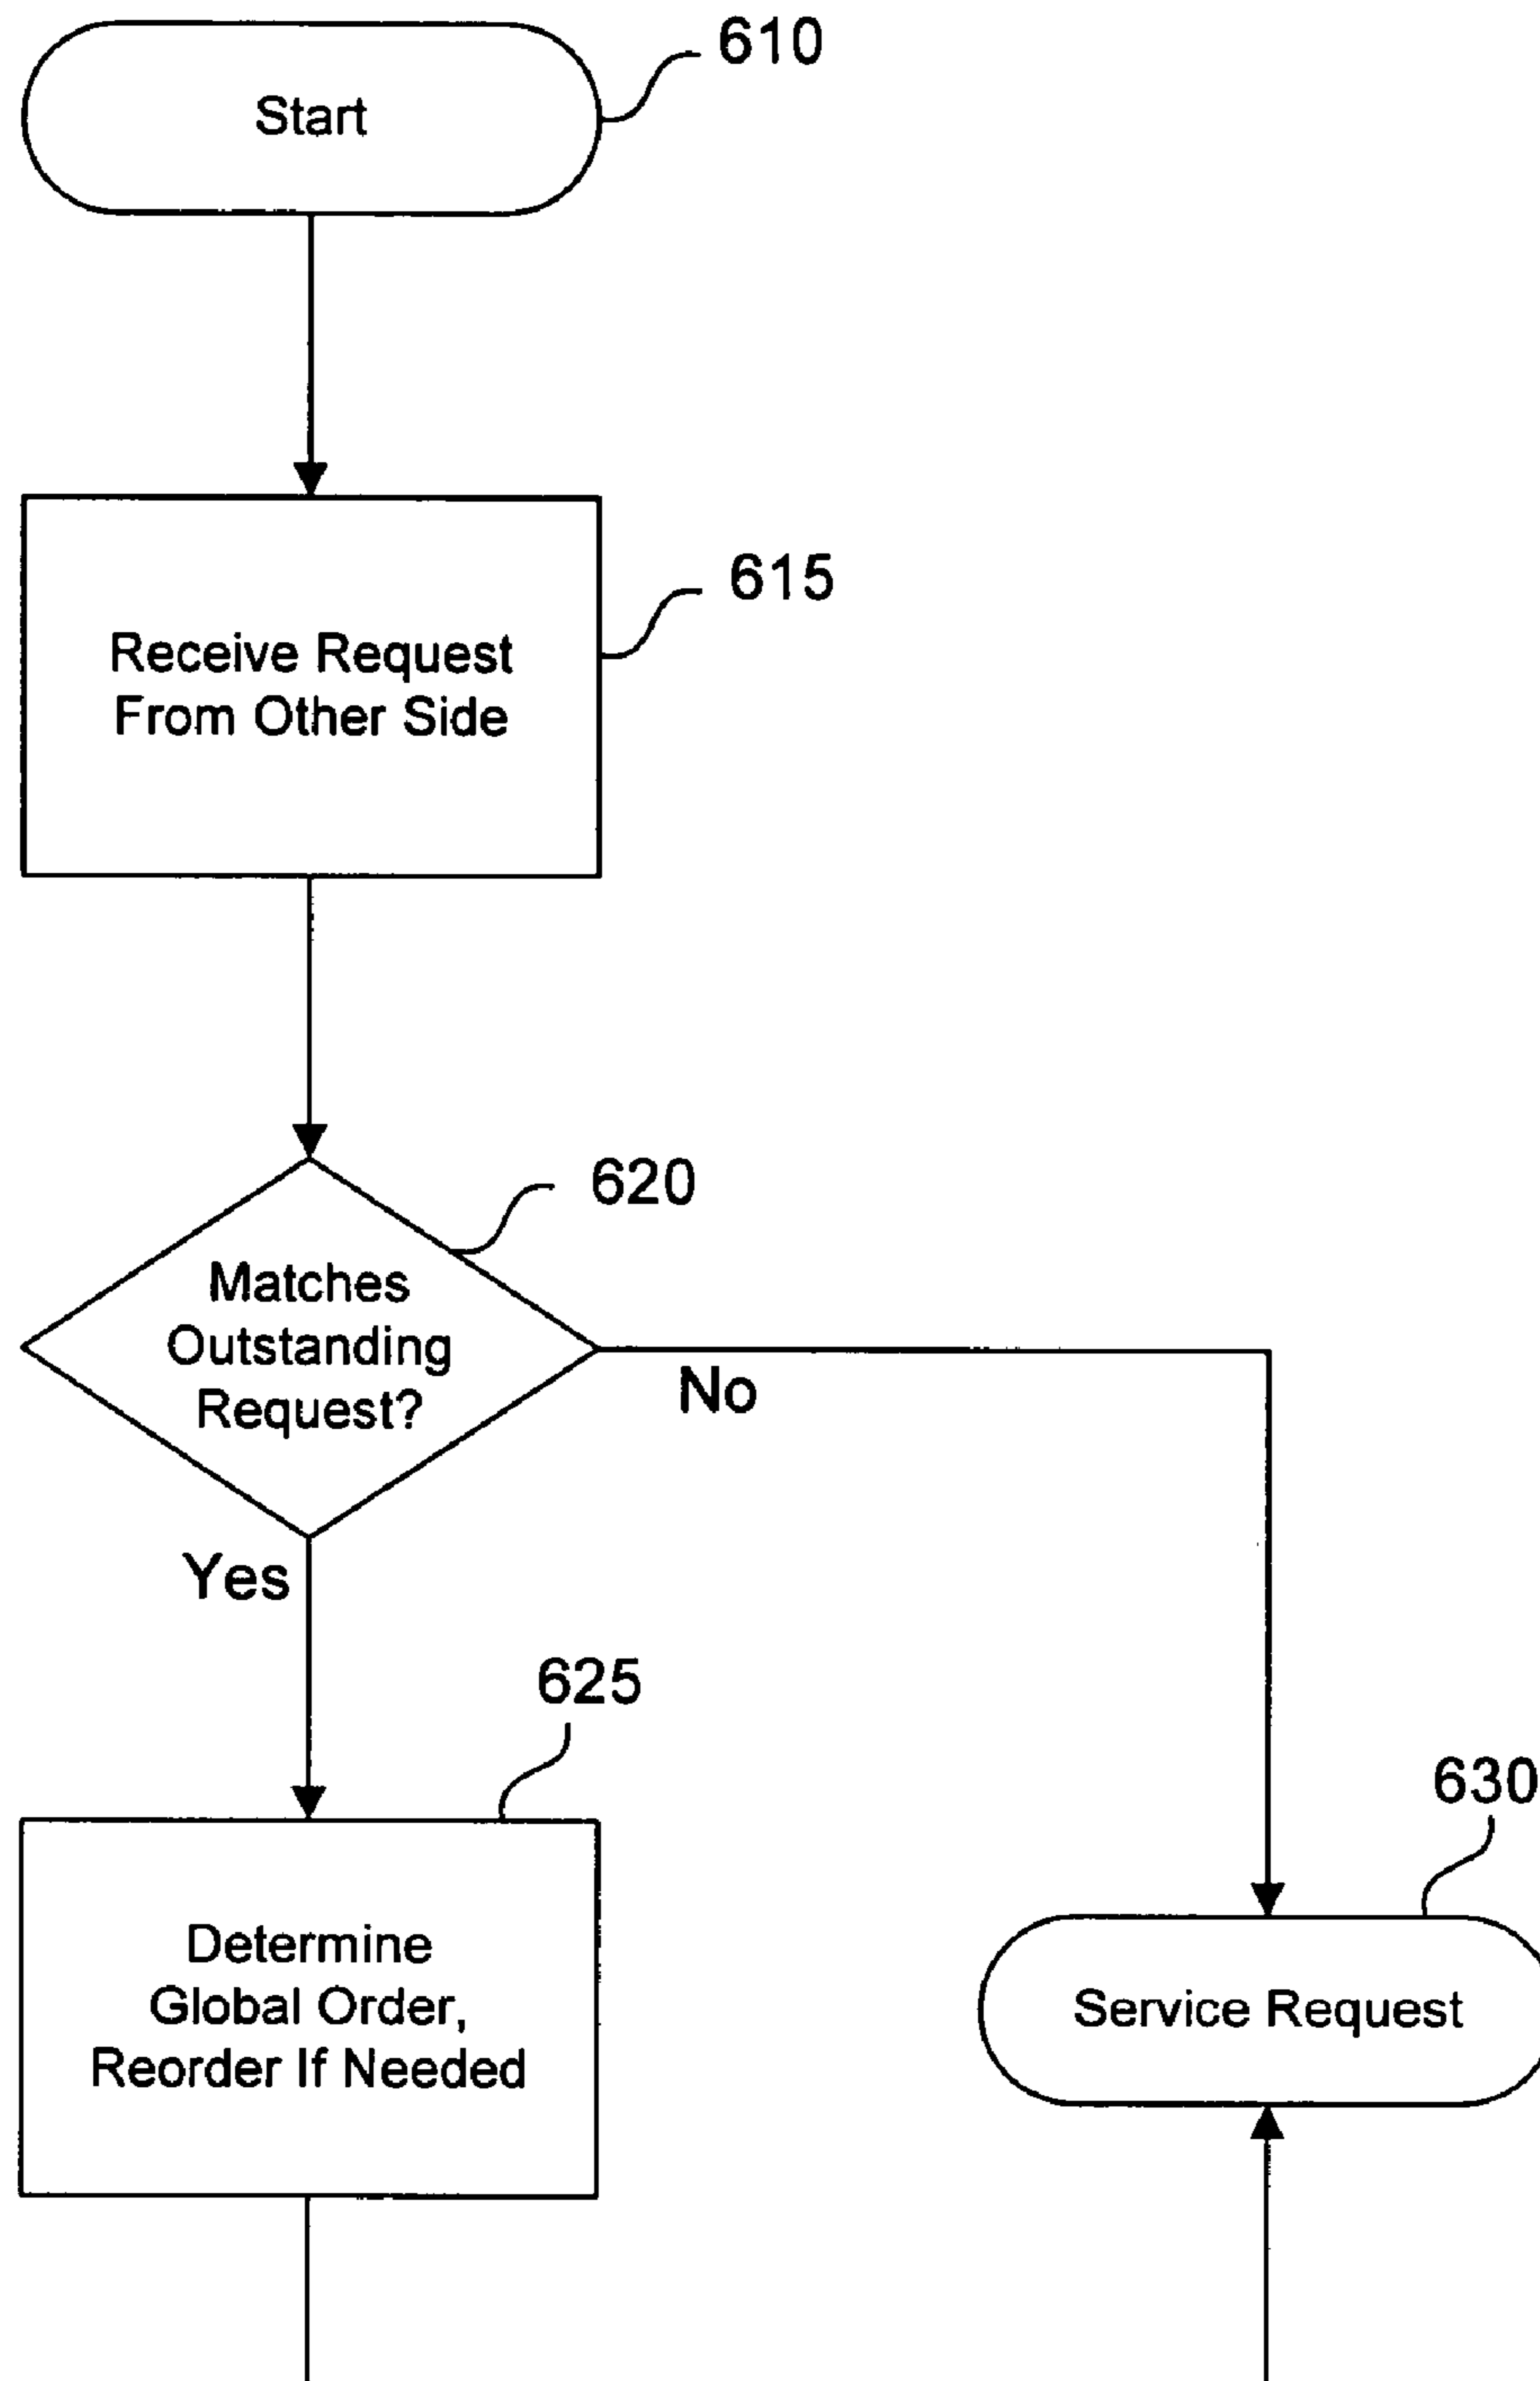 610
Start
615
Receive Request
From Other Side
620
Matches
Outstanding
Request?
No
Yes
625
630
Determine
Global Order,
Reorder If Needed
Service Request